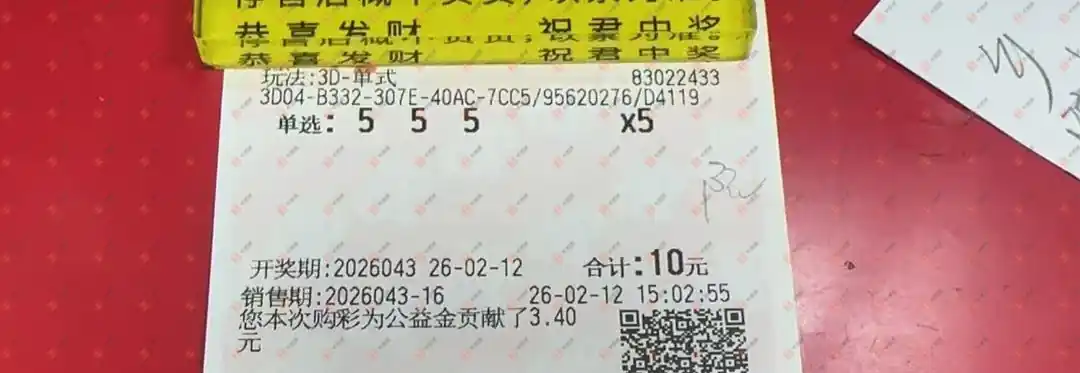 恭喜发财 祝君中奖
恭喜发财 祝君中奖
玩法:3D-单式 83022433
3D04-B332-307E-40AC-7CC5/95620276/D4119
单选: 5 5 5 X5
开奖期:2026043 26-02-12 合计:10元
销售期:2026043-16 26-02-12 15:02:55
您本次购彩为公益金贡献了3.40
元